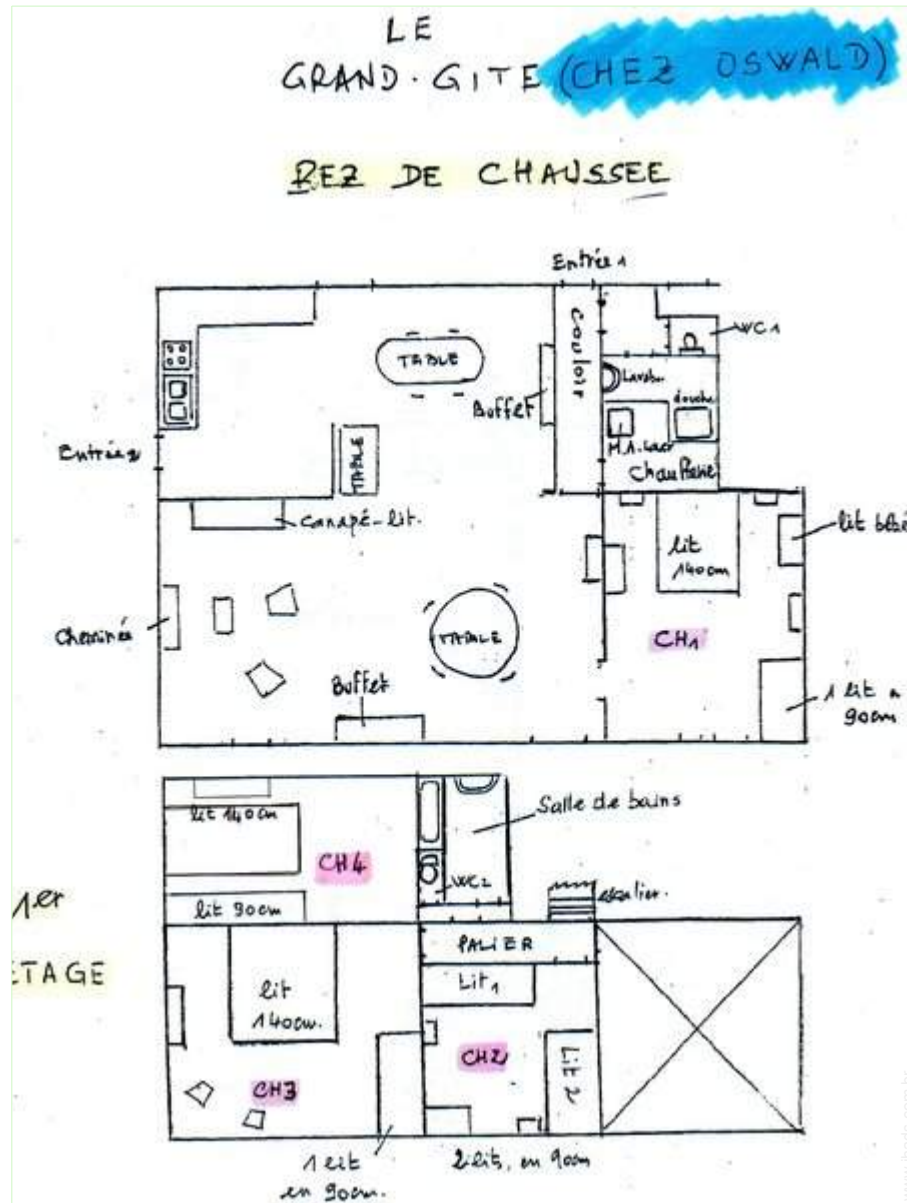 LE
GRAND.GITE (CHEZ OSWALD)
REZ DE CHAUSSEE
Entrée 1
WC1
couloir
TABLE
Lavabo
douche
Buffet
Entrée 2
TABLE
Chaufferie
canapé-lit.
lit bébé
lit
140cm
Cheminée
TABLE
CH1
Buffet
1 lit a
90cm
lit 140cm
Salle de bains
CH4
WC2
1er
ETAGE
lit 90cm
escalier.
PALIER
Lit 1
lit
140cm.
CH2
Lit 2
CH3
1 lit
en 90cm.
2 lits, en 90cm